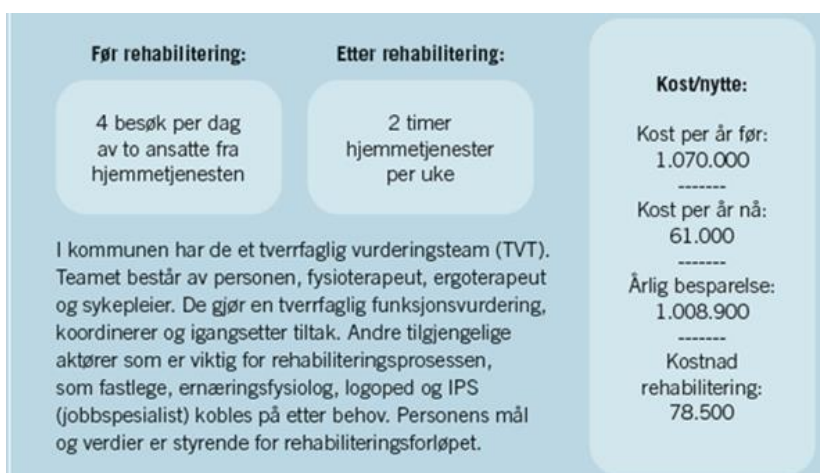 Før rehabilitering:
4 besøk per dag
av to ansatte fra
hjemmetjenesten
Etter rehabilitering:
2 timer
hjemmetjenester
per uke
I kommunen har de et tverrfaglig vurderingsteam (TVT).
Teamet består av personen, fysioterapeut, ergoterapeut
og sykepleier. De gjør en tverrfaglig funksjonsvurdering,
koordinerer og igangsetter tiltak. Andre tilgjengelige
aktører som er viktig for rehabiliteringsprosessen,
som fastlege, ernæringsfysiolog, logoped og IPS
(jobbspesialist) kobles på etter behov. Personens mål
og verdier er styrende for rehabiliteringsforløpet.
Kost/nytte:
Kost per år før:
1.070.000
-------
Kost per år nå:
61.000
-------
Årlig besparelse:
1.008.900
-------
Kostnad
rehabilitering:
78.500